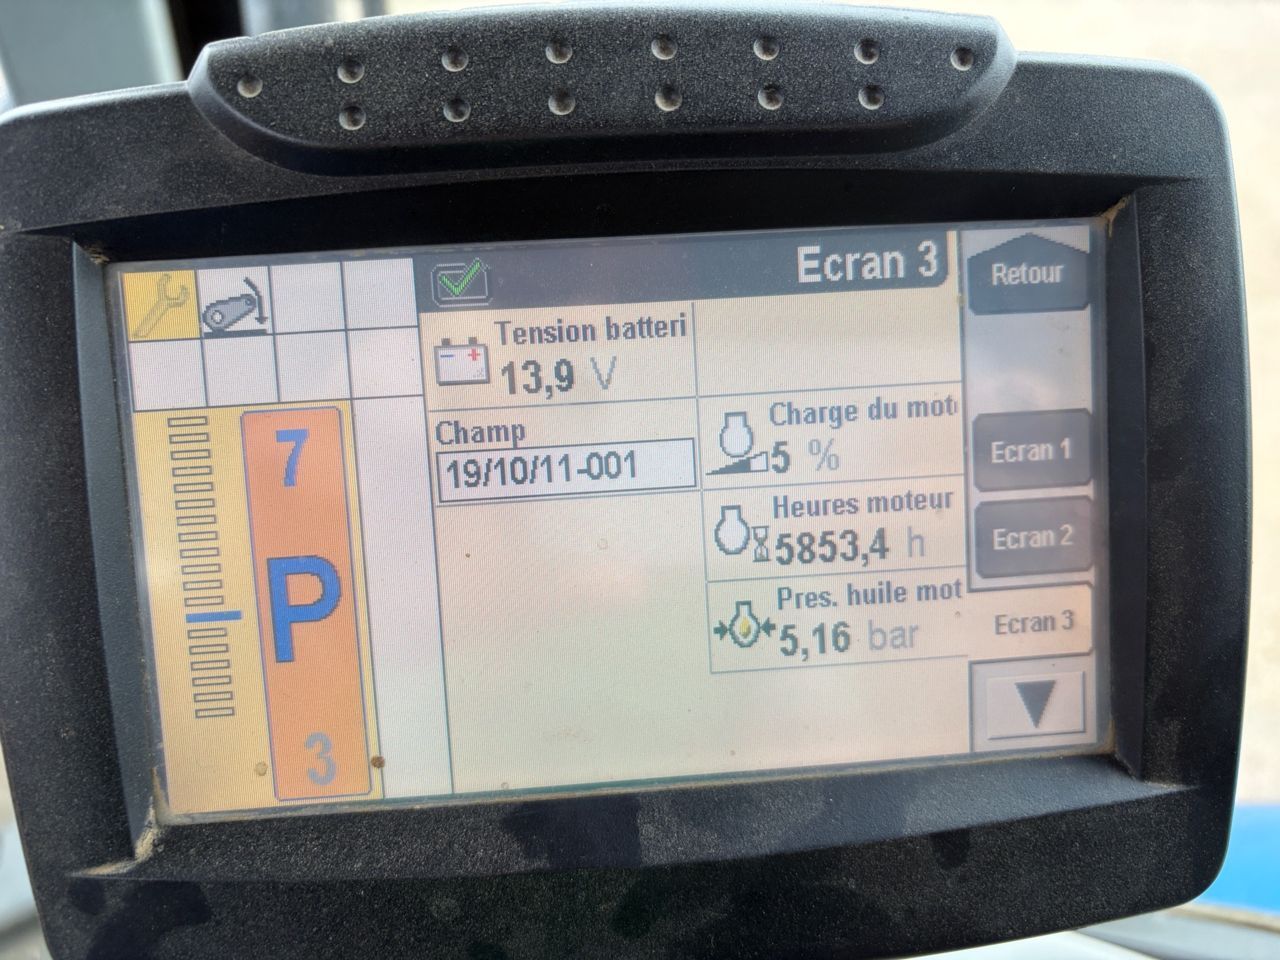 Ecran 3
Retour
Tension batteri
13,9 V
Champ
19/10/11-001
Charge du mot
5 %
Heures moteur
5853,4 h
Pres. huile mot
5,16 bar
Ecran 1
Ecran 2
Ecran 3
7
P
3